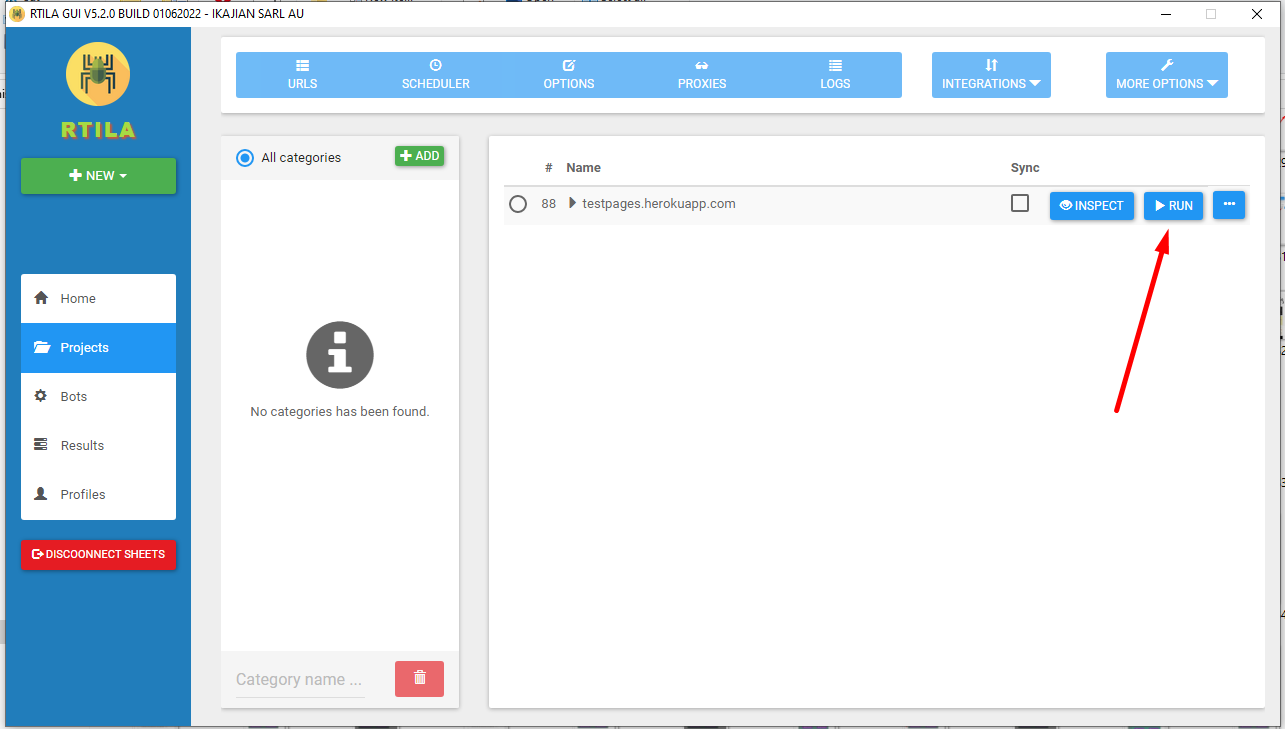 RTILA GUI V5.2.0 BUILD 01062022 - IKAJIAN SARL AU
RTILA
NEW
Home
Projects
Bots
Results
Profiles
DISCOONNECT SHEETS
URLS
SCHEDULER
OPTIONS
PROXIES
LOGS
INTEGRATIONS
MORE OPTIONS
All categories
ADD
No categories has been found.
Category name ...
# Name Sync
88 testpages.herokuapp.com
INSPECT
RUN